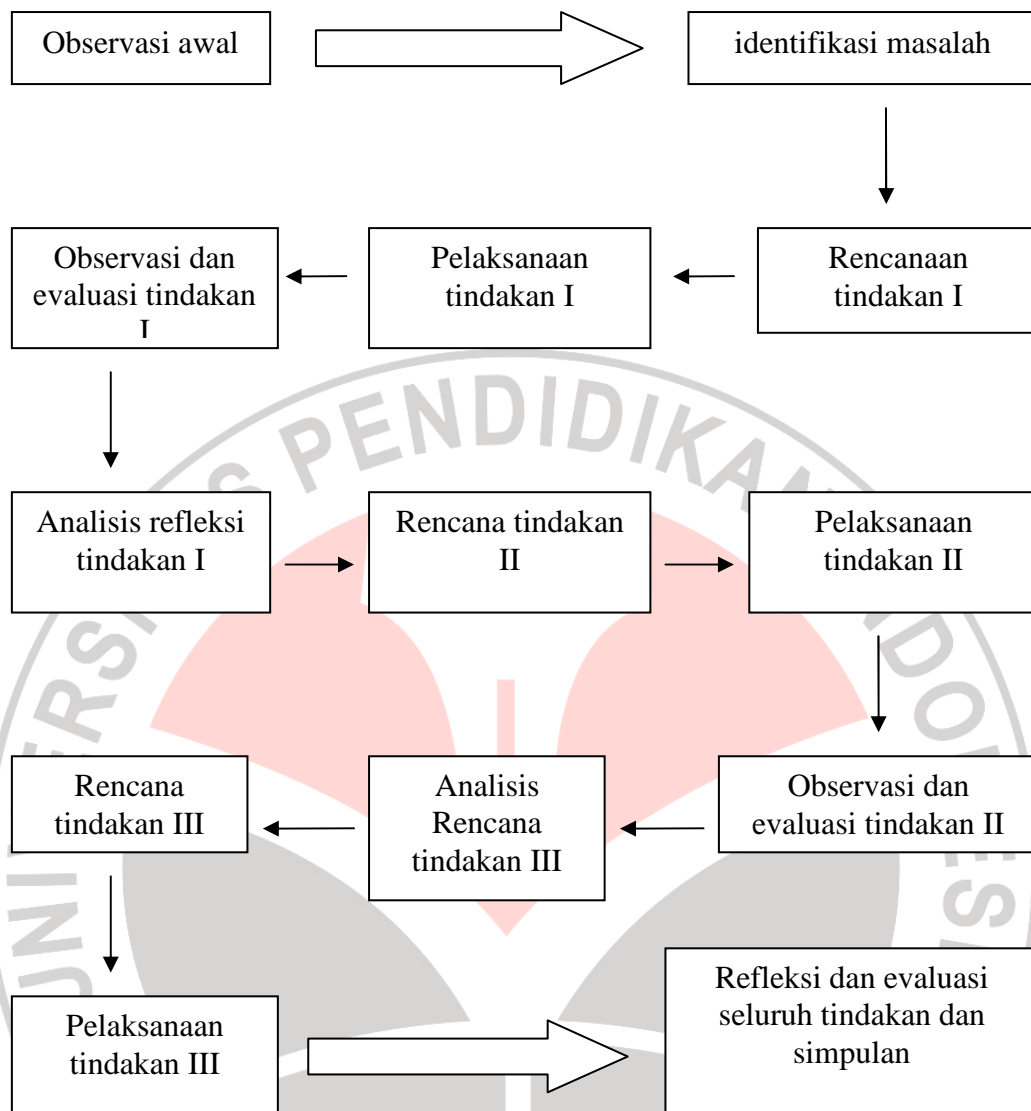 Observasi awal
identifikasi masalah
Rencanaan
tindakan I
Pelaksanaan
tindakan I
Observasi dan
evaluasi tindakan
I
Analisis refleksi
tindakan I
Rencana tindakan
II
Pelaksanaan
tindakan II
Observasi dan
evaluasi tindakan II
Analisis
Rencana
tindakan III
Rencana
tindakan III
Pelaksanaan
tindakan III
Refleksi dan evaluasi
seluruh tindakan dan
simpulan
PENDIDIKAN